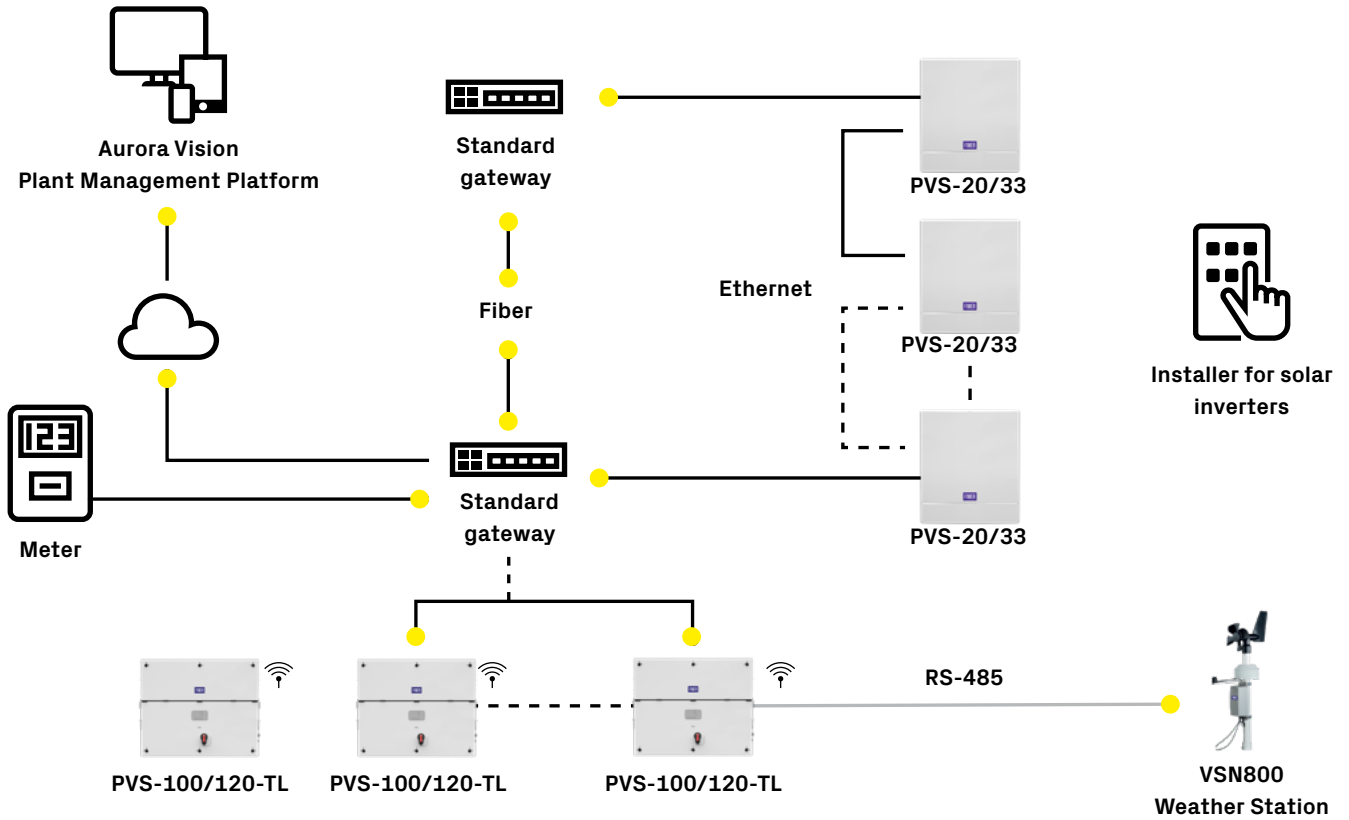 Aurora Vision
Plant Management Platform
Standard
gateway
PVS-20/33
Fiber
Ethernet
PVS-20/33
Installer for solar
inverters
123
Meter
Standard
gateway
PVS-20/33
RS-485
PVS-100/120-TL
PVS-100/120-TL
PVS-100/120-TL
VSN800
Weather Station